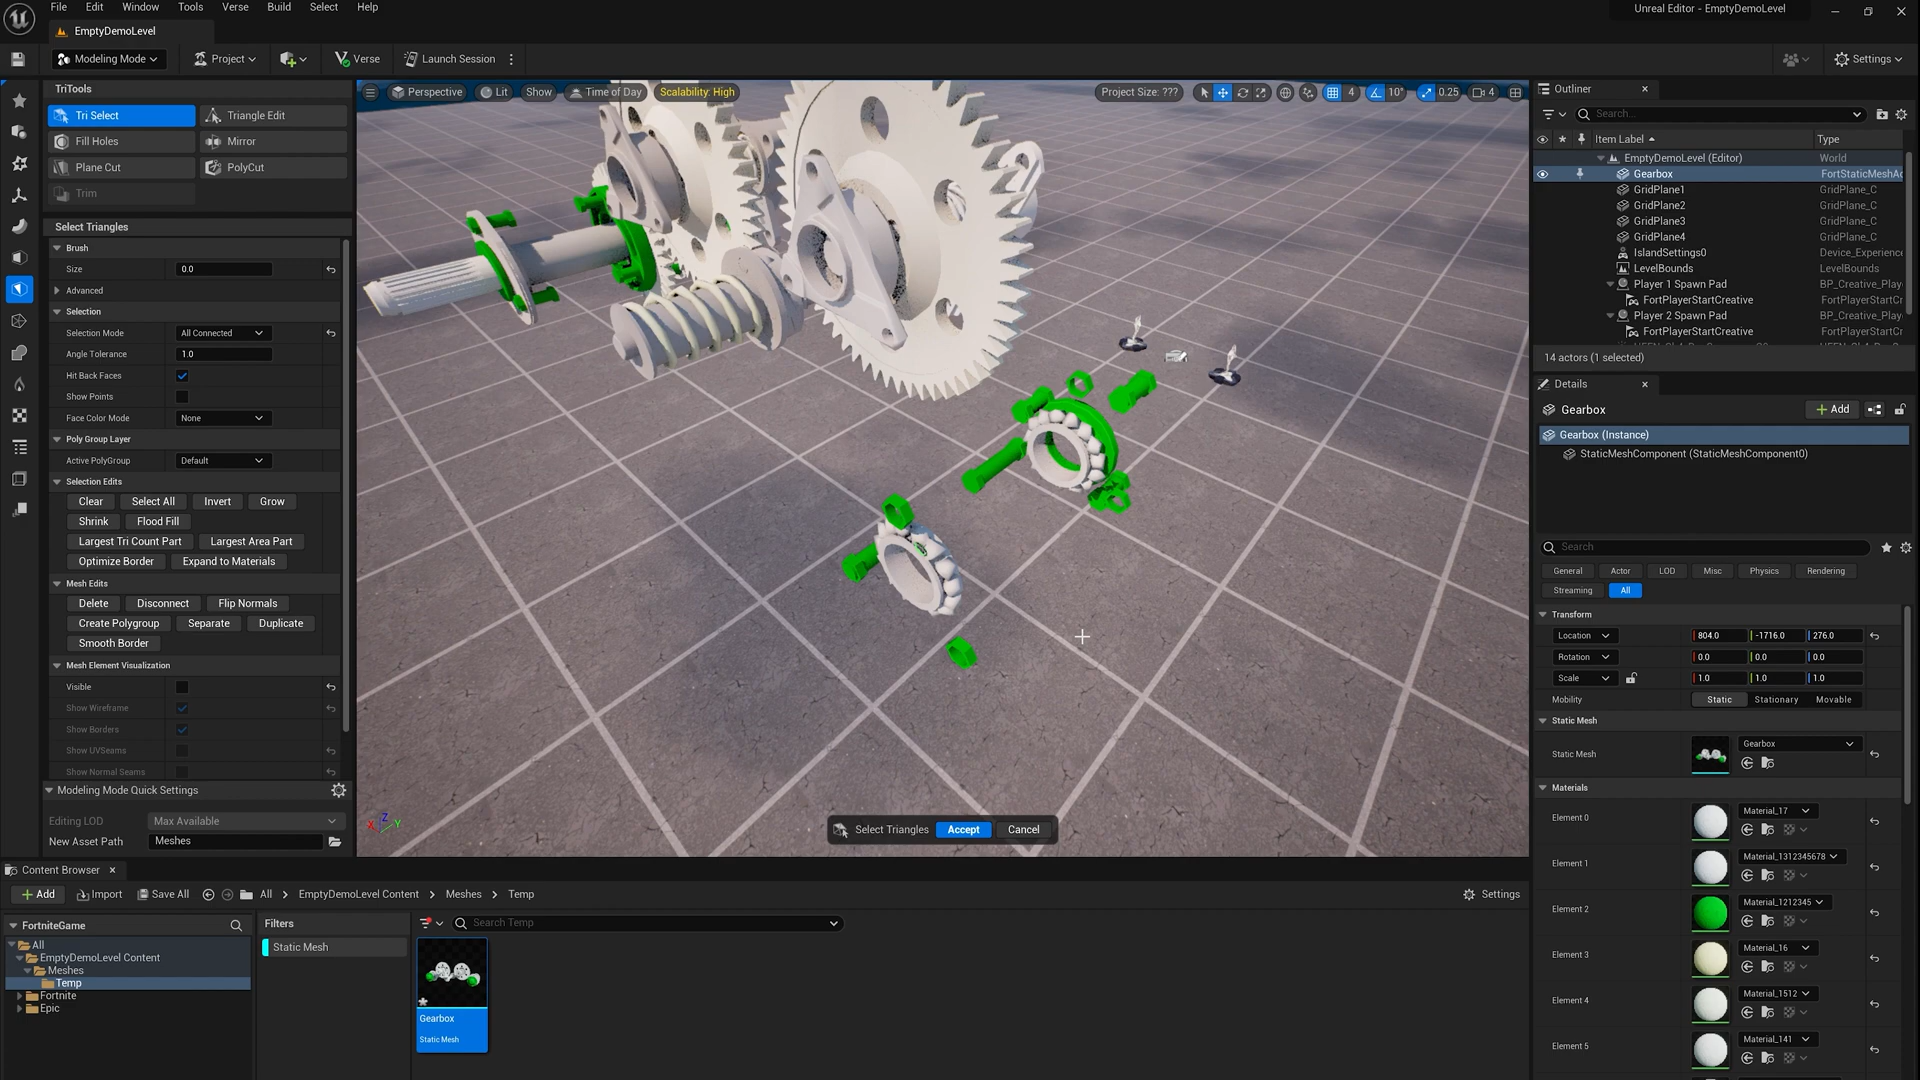 File Edit Window Tools Verse Build Select Help
Unreal Editor - EmptyDemoLevel
EmptyDemoLevel
Modeling Mode
Project
Verse
Launch Session
Settings
TriTools
Tri Select
Triangle Edit
Fill Holes
Mirror
Plane Cut
PolyCut
Trim
Select Triangles
Brush
Size 0.0
Advanced
Selection
Selection Mode All Connected
Angle Tolerance 1.0
Hit Back Faces
Show Points
Face Color Mode None
Poly Group Layer
Active PolyGroup Default
Selection Edits
Clear Select All Invert Grow
Shrink Flood Fill
Largest Tri Count Part Largest Area Part
Optimize Border Expand to Materials
Mesh Edits
Delete Disconnect Flip Normals
Create Polygroup Separate Duplicate
Smooth Border
Mesh Element Visualization
Visible
Show Wireframe
Show Borders
Show UVSeams
Show Normal Seams
Modeling Mode Quick Settings
Editing LOD Max Available
New Asset Path Meshes
Perspective Lit Show Time of Day Scalability: High
Project Size: ??? 4 10° 0.25 4
X Z Y
Select Triangles Accept Cancel
Outliner
Search...
Item Label Type
EmptyDemoLevel (Editor) World
Gearbox FortStaticMeshAc
GridPlane1 GridPlane_C
GridPlane2 GridPlane_C
GridPlane3 GridPlane_C
GridPlane4 GridPlane_C
IslandSettings0 Device_Experience
LevelBounds LevelBounds
Player 1 Spawn Pad BP_Creative_Play
FortPlayerStartCreative FortPlayerStartCr
Player 2 Spawn Pad BP_Creative_Play
FortPlayerStartCreative FortPlayerStartCr
14 actors (1 selected)
Details
Gearbox
Add
Gearbox (Instance)
StaticMeshComponent (StaticMeshComponent0)
Search
General Actor LOD Misc Physics Rendering
Streaming All
Transform
Location 804.0 -1716.0 276.0
Rotation 0.0 0.0 0.0
Scale 1.0 1.0 1.0
Mobility Static Stationary Movable
Static Mesh
Static Mesh Gearbox
Materials
Element 0 Material_17
Element 1 Material_1312345678
Element 2 Material_1212345
Element 3 Material_16
Element 4 Material_1512
Element 5 Material_141
Content Browser
Add Import Save All All EmptyDemoLevel Content Meshes Temp
Settings
FortniteGame
All
EmptyDemoLevel Content
Meshes
Temp
Fortnite
Epic
Filters
Static Mesh
Search Temp
Gearbox
Static Mesh